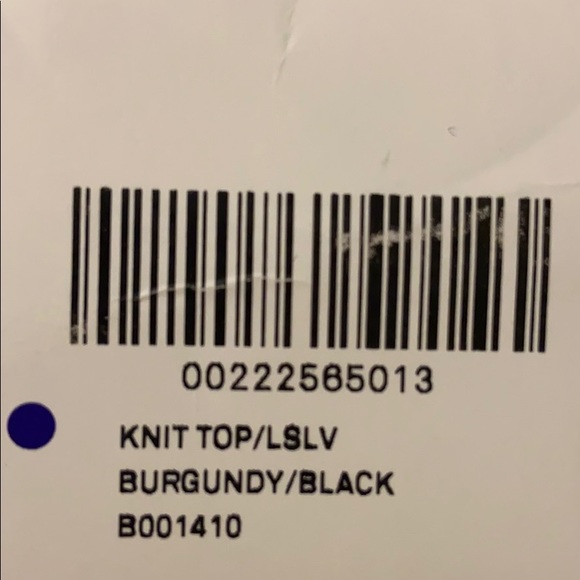 00222565013
KNIT TOP/LSLV
BURGUNDY/BLACK
B001410